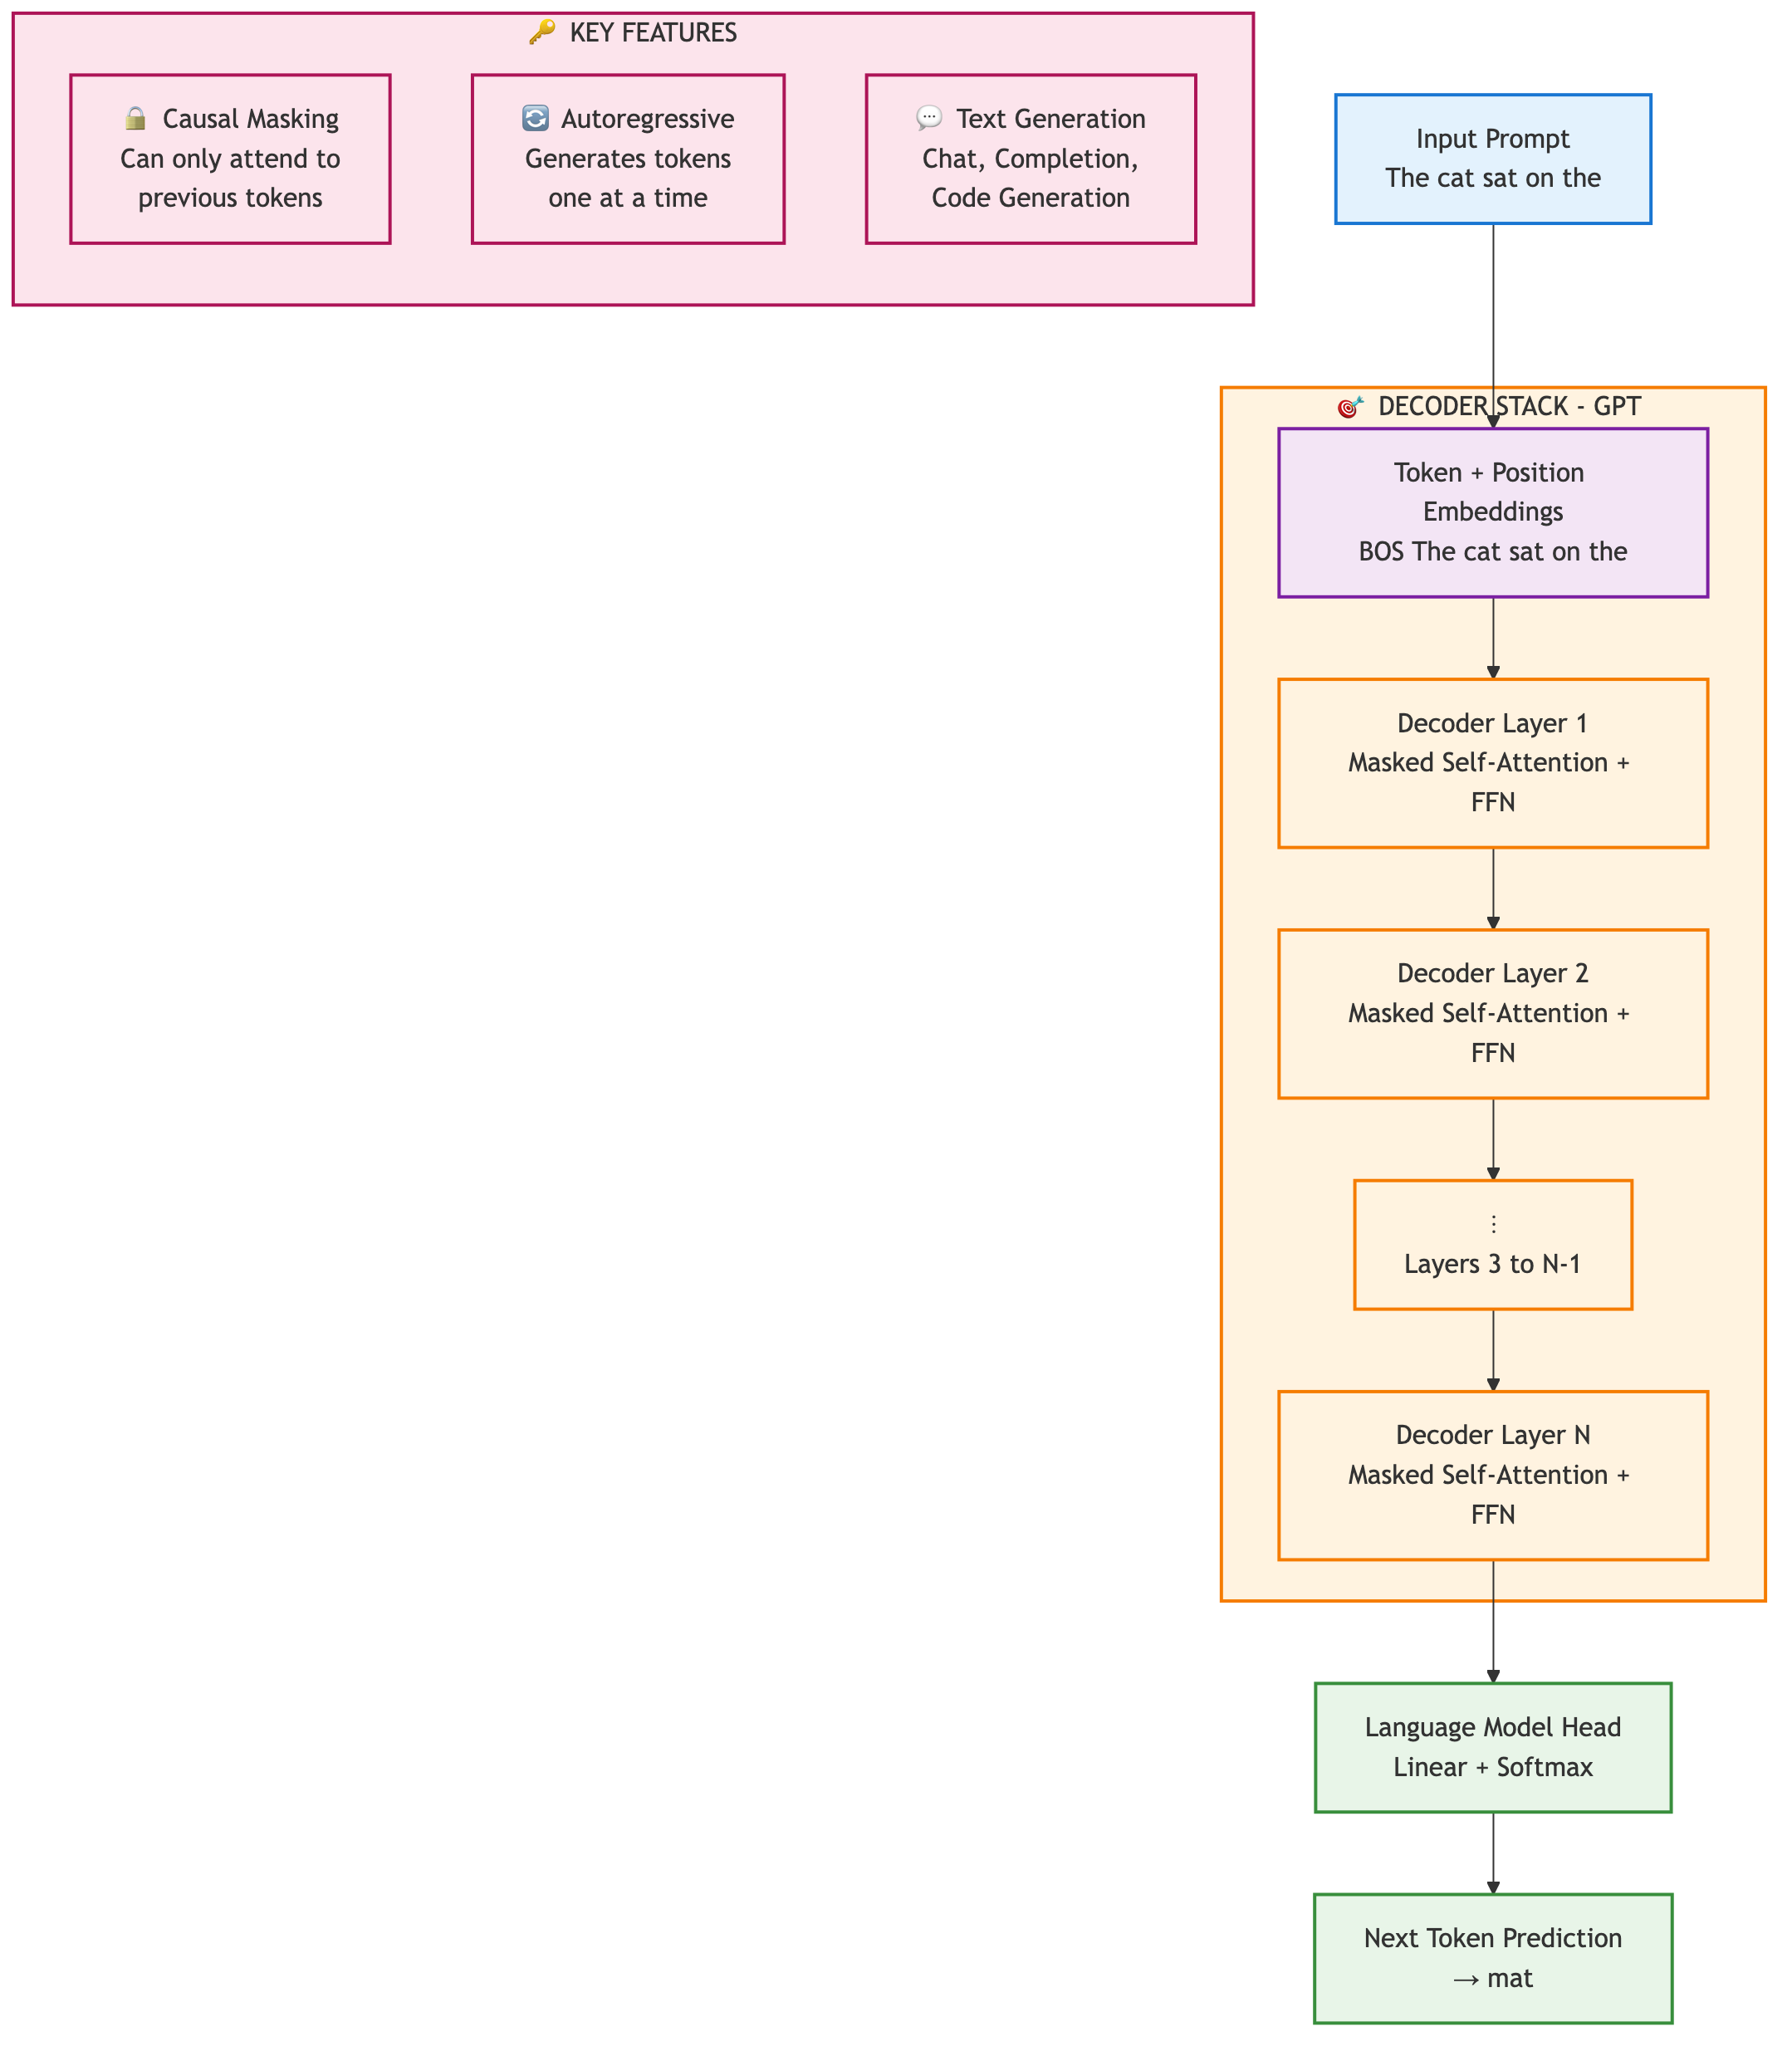 🔑 KEY FEATURES
🔒 Causal Masking
Can only attend to
previous tokens
🔄 Autoregressive
Generates tokens
one at a time
💬 Text Generation
Chat, Completion,
Code Generation
Input Prompt
The cat sat on the
🎯 DECODER STACK - GPT
Token + Position
Embeddings
BOS The cat sat on the
Decoder Layer 1
Masked Self-Attention +
FFN
Decoder Layer 2
Masked Self-Attention +
FFN
⋮
Layers 3 to N-1
Decoder Layer N
Masked Self-Attention +
FFN
Language Model Head
Linear + Softmax
Next Token Prediction
→ mat